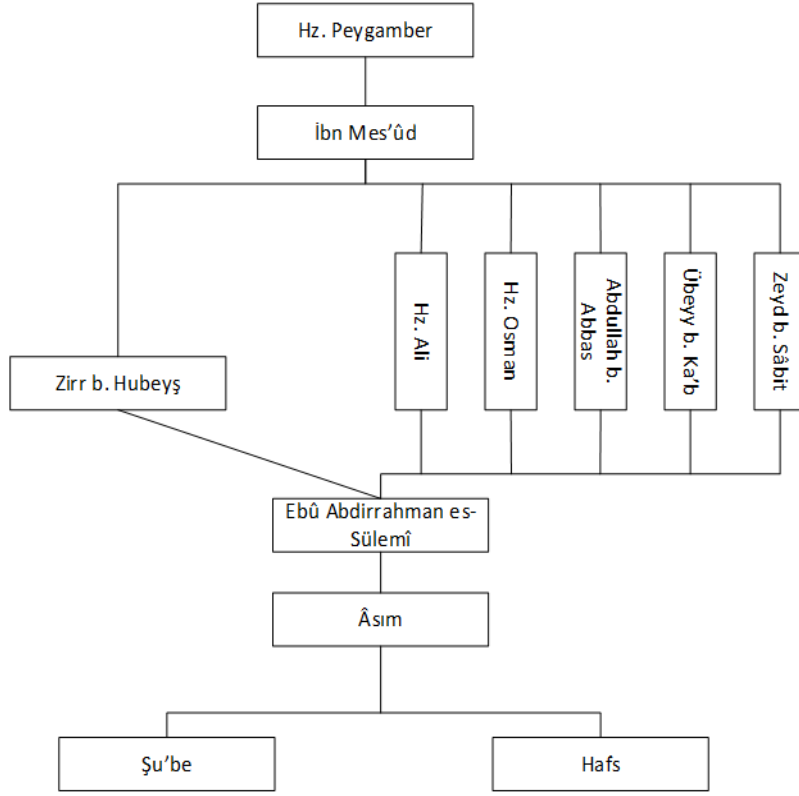 Hz. Peygamber
İbn Mes’ûd
Zirr b. Hubeyş
Hz. Ali
Hz. Osman
Abdullah b.
Abbas
Übeyy b. Ka’b
Zeyd b. Sâbit
Ebû Abdirrahman es-
Sülemî
Âsım
Şu’be
Hafs